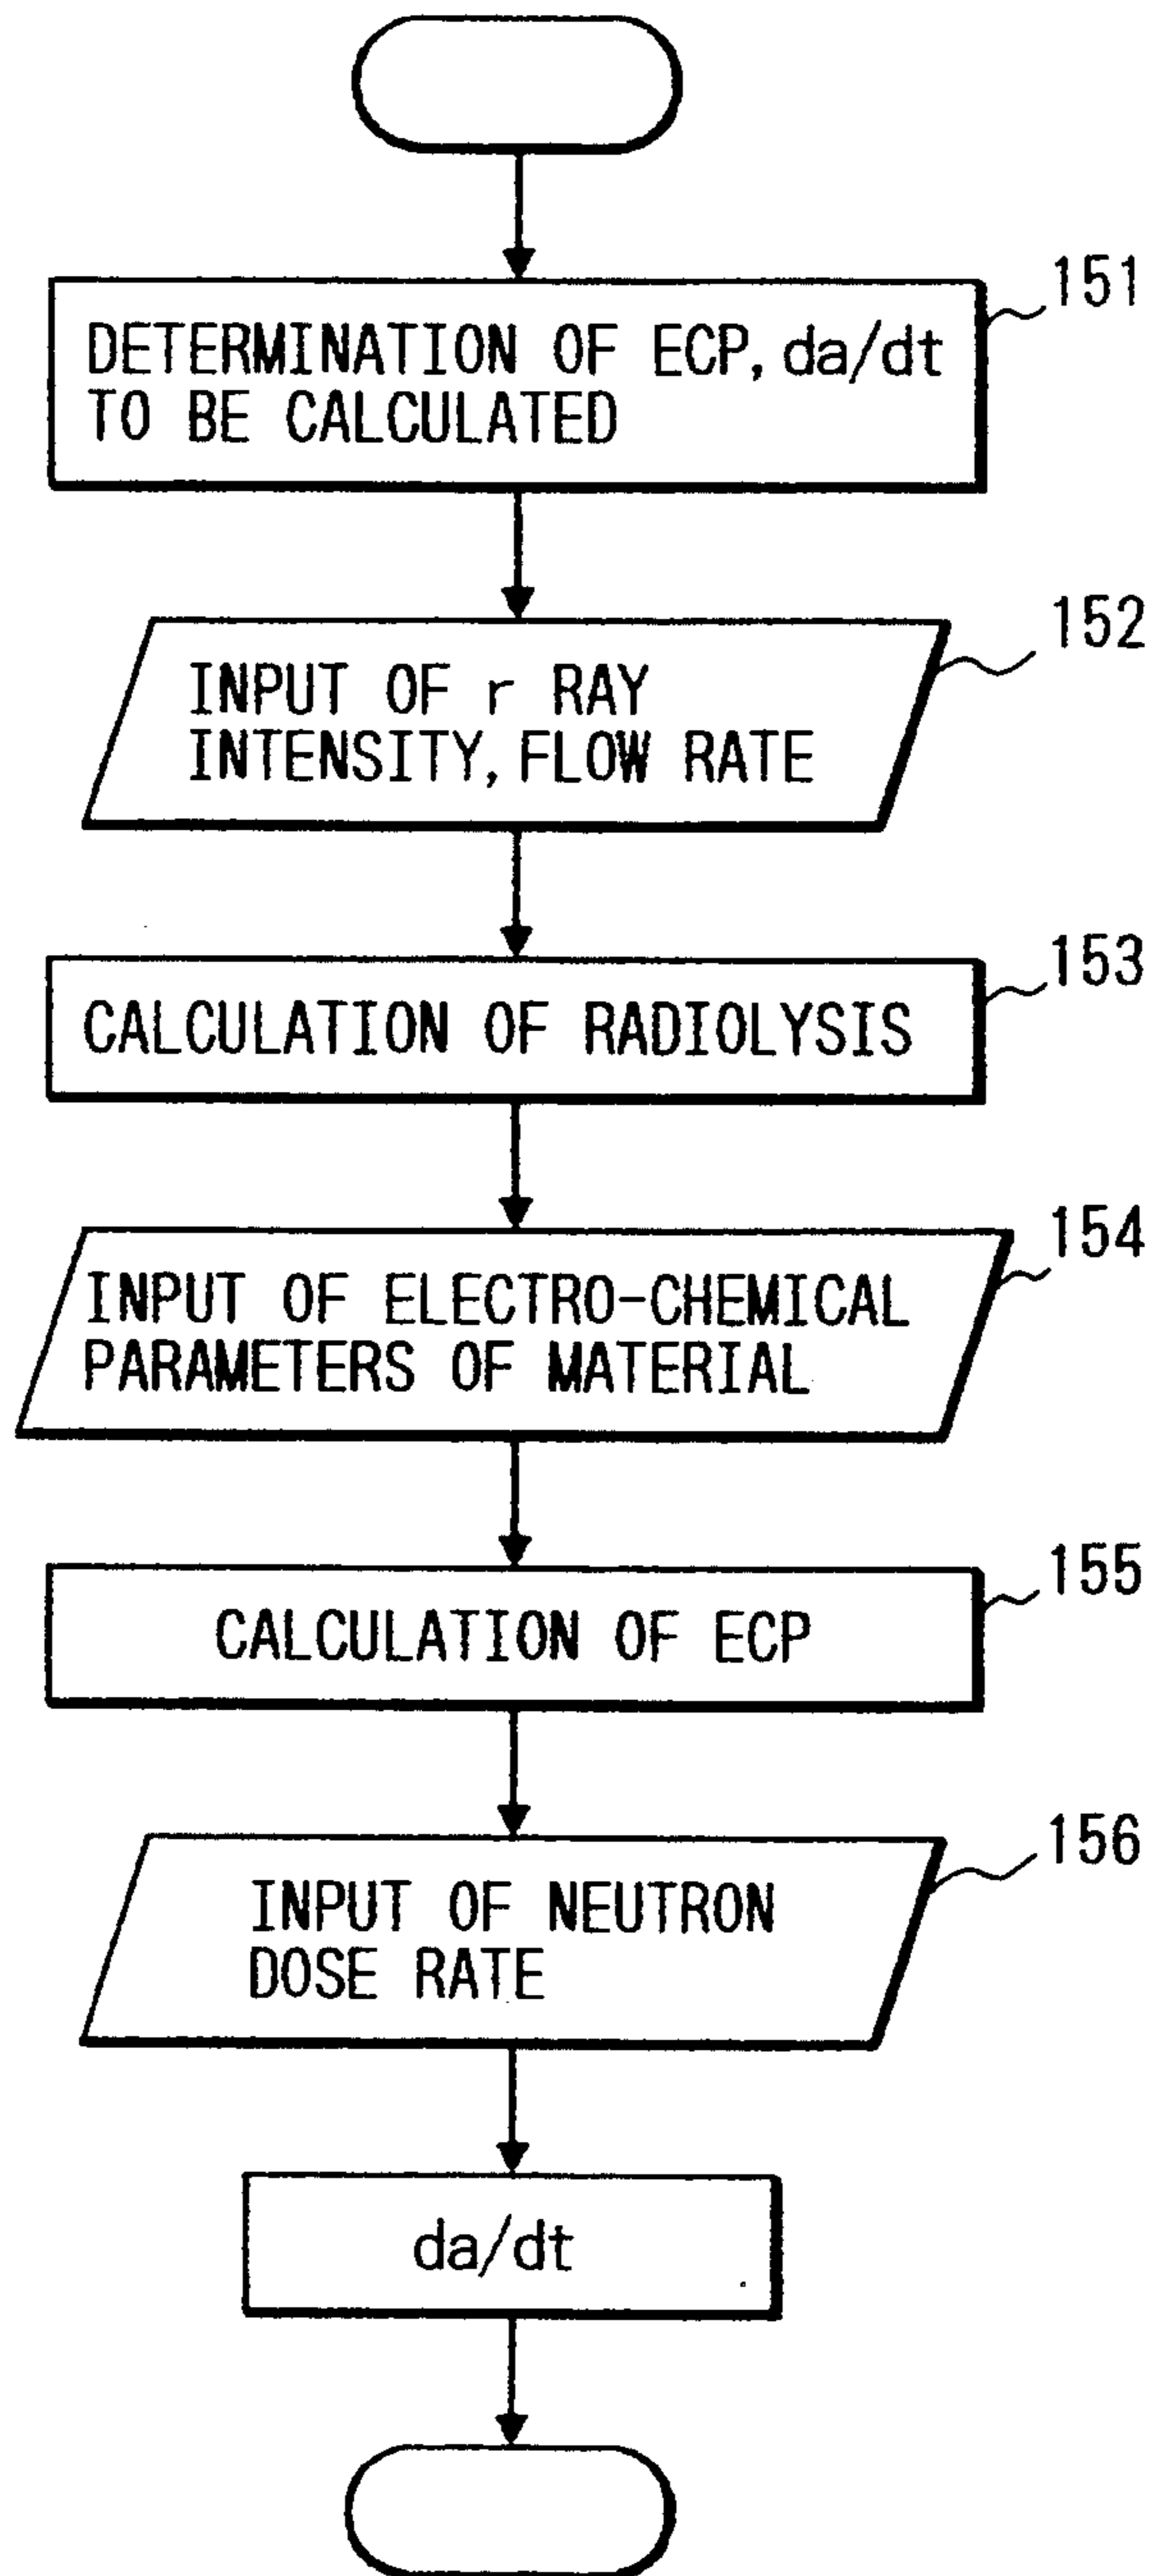 151
DETERMINATION OF ECP, da/dt
TO BE CALCULATED
152
INPUT OF r RAY
INTENSITY, FLOW RATE
153
CALCULATION OF RADIOLYSIS
154
INPUT OF ELECTRO-CHEMICAL
PARAMETERS OF MATERIAL
155
CALCULATION OF ECP
156
INPUT OF NEUTRON
DOSE RATE
da/dt